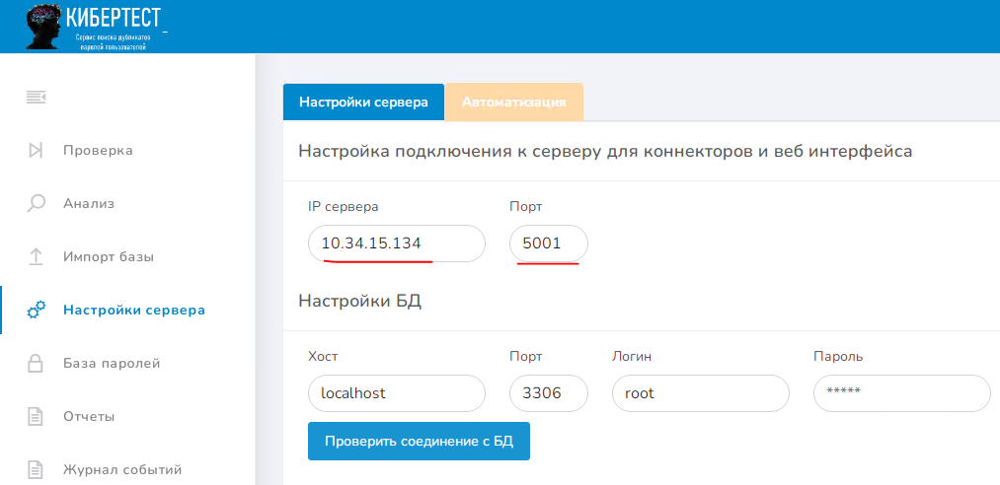 КИБЕРТЕСТ_
Сервис поиска дубликатов
паролей пользователей
Проверка
Анализ
Импорт базы
Настройки сервера
База паролей
Отчеты
Журнал событий
Настройки сервера Автоматизация
Настройка подключения к серверу для коннекторов и веб интерфейса
IP сервера Порт
10.34.15.134 5001
Настройки БД
Хост Порт Логин Пароль
localhost 3306 root *****
Проверить соединение с БД